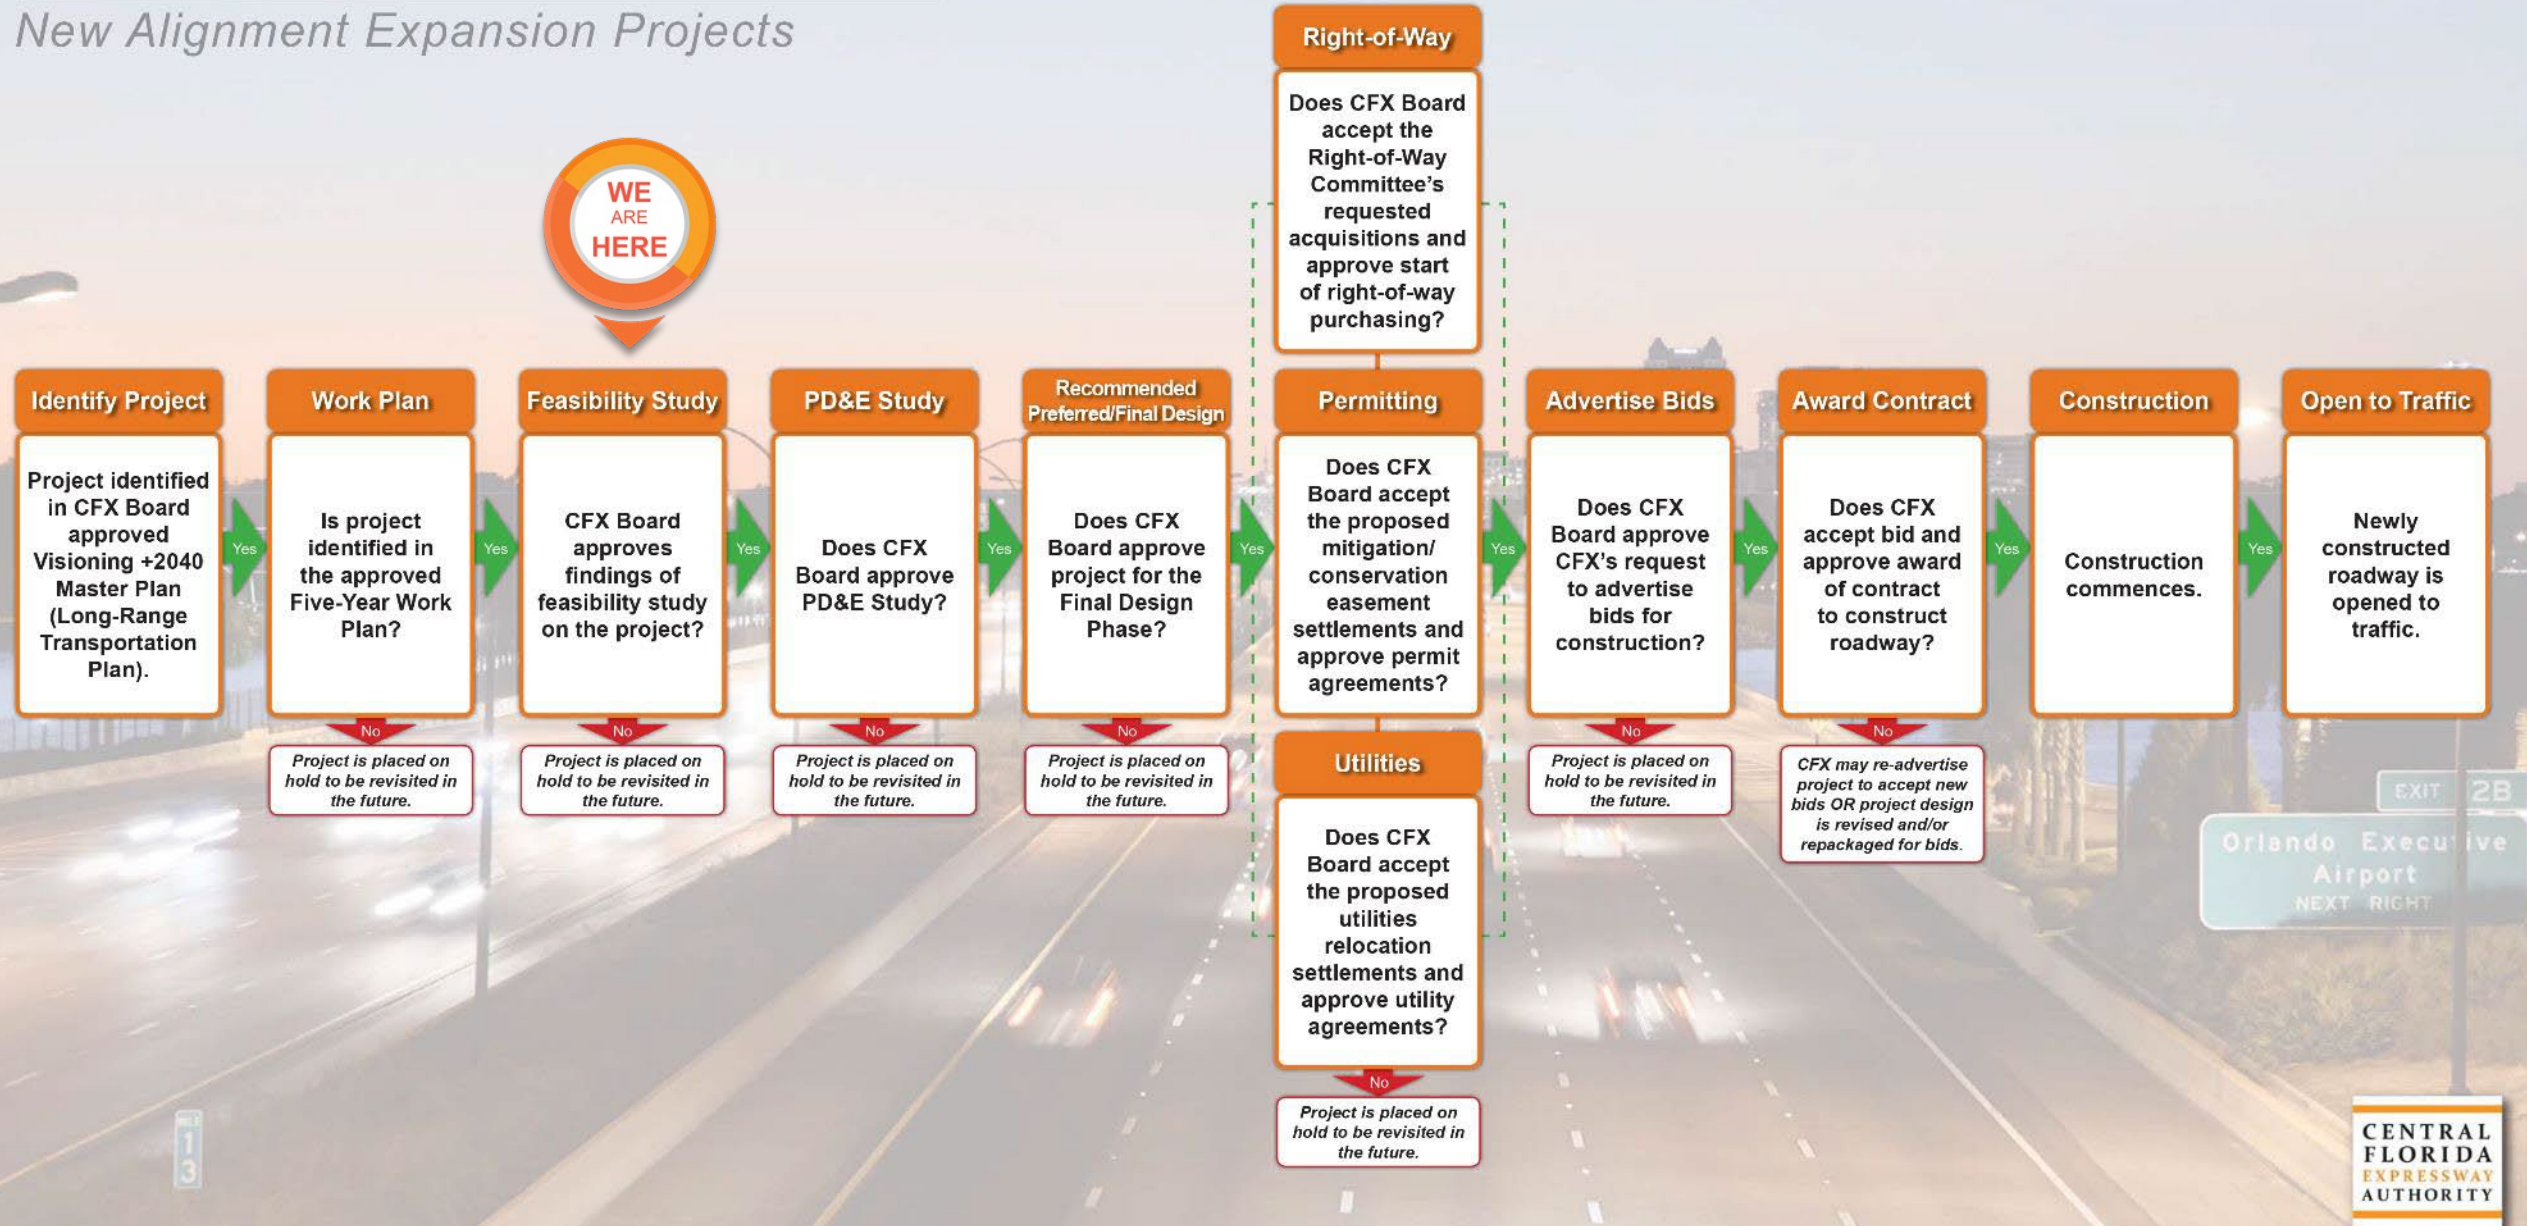 New Alignment Expansion Projects
WE
ARE
HERE
Identify Project
Project identified
in CFX Board
approved
Visioning +2040
Master Plan
(Long-Range
Transportation
Plan).
Yes
Work Plan
Is project
identified in
the approved
Five-Year Work
Plan?
No
Project is placed on
hold to be revisited in
the future.
Yes
Feasibility Study
CFX Board
approves
findings of
feasibility study
on the project?
No
Project is placed on
hold to be revisited in
the future.
Yes
PD&E Study
Does CFX
Board approve
PD&E Study?
No
Project is placed on
hold to be revisited in
the future.
Yes
Recommended
Preferred/Final Design
Does CFX
Board approve
project for the
Final Design
Phase?
No
Project is placed on
hold to be revisited in
the future.
Yes
Right-of-Way
Does CFX Board
accept the
Right-of-Way
Committee’s
requested
acquisitions and
approve start
of right-of-way
purchasing?
Permitting
Does CFX
Board accept
the proposed
mitigation/
conservation
easement
settlements and
approve permit
agreements?
Utilities
Does CFX
Board accept
the proposed
utilities
relocation
settlements and
approve utility
agreements?
No
Project is placed on
hold to be revisited in
the future.
Yes
Advertise Bids
Does CFX
Board approve
CFX’s request
to advertise
bids for
construction?
No
Project is placed on
hold to be revisited in
the future.
Yes
Award Contract
Does CFX
accept bid and
approve award
of contract
to construct
roadway?
No
CFX may re-advertise
project to accept new
bids OR project design
is revised and/or
repackaged for bids.
Yes
Construction
Construction
commences.
Yes
Open to Traffic
Newly
constructed
roadway is
opened to
traffic.
EXIT 2B
Orlando Executive
Airport
NEXT RIGHT
MILE
1
3
CENTRAL
FLORIDA
EXPRESSWAY
AUTHORITY